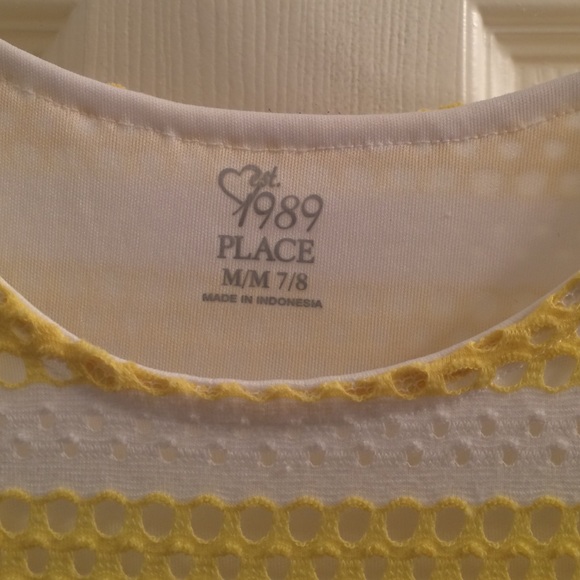 est.
1989
PLACE
M/M 7/8
MADE IN INDONESIA